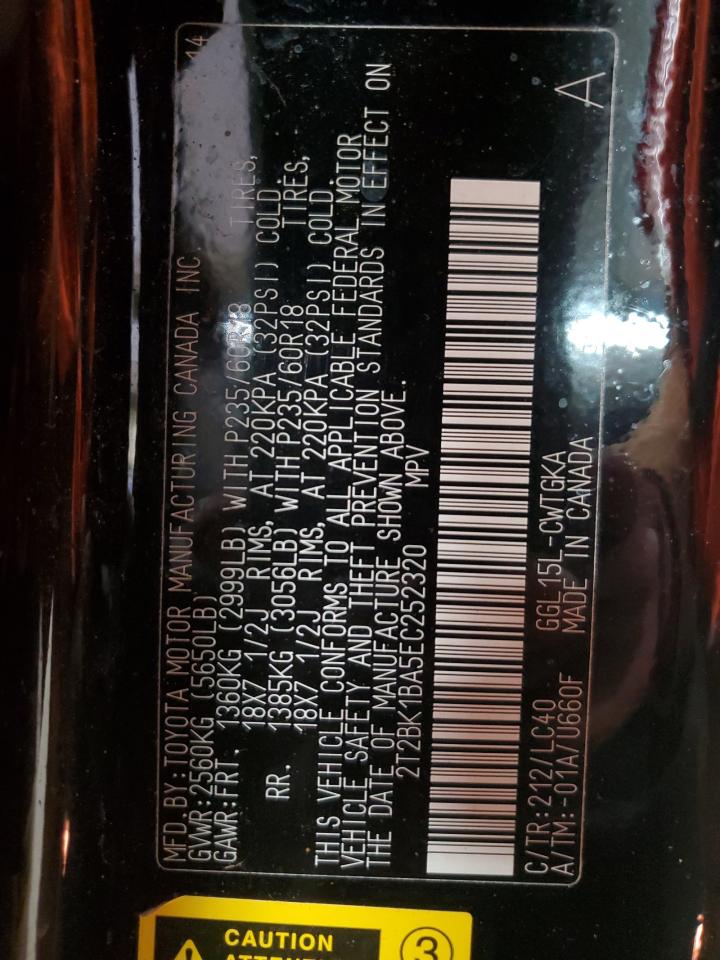 MFD. BY: TOYOTA MOTOR MANUFACTURING CANADA INC 14
GVWR: 2560KG (5650LB)
GAWR: FRT. 1360KG (2999LB) WITH P235/60R18 TIRES,
18X7 1/2J RIMS, AT 220KPA (32PSI) COLD
RR. 1385KG (3056LB) WITH P235/60R18 TIRES,
18X7 1/2J RIMS, AT 220KPA (32PSI) COLD.
THIS VEHICLE CONFORMS TO ALL APPLICABLE FEDERAL MOTOR
VEHICLE SAFETY AND THEFT PREVENTION STANDARDS IN EFFECT ON
THE DATE OF MANUFACTURE SHOWN ABOVE.
2T2BK1BA5EC252320 MPV
A
C/TR: 212/LC40 GGL15L-CWTGKA
A/TM: -01A/U660F MADE IN CANADA
CAUTION
3